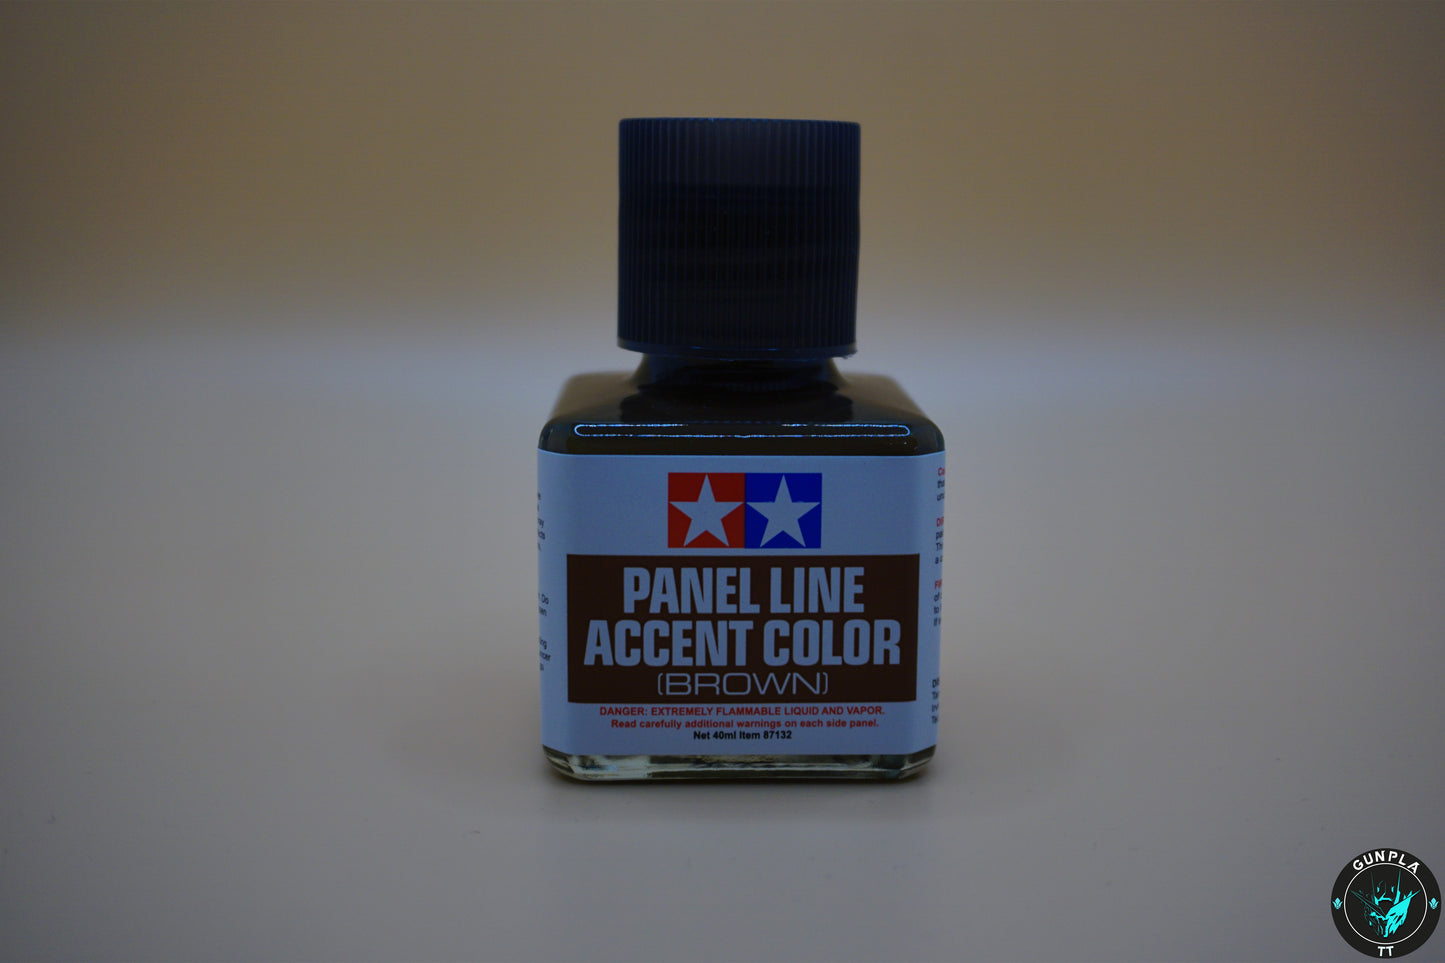 PANEL LINE
ACCENT COLOR
(BROWN)
DANGER: EXTREMELY FLAMMABLE LIQUID AND VAPOR.
Read carefully additional warnings on each side panel.
Net 40ml Item 87132
GUNPLA
TT